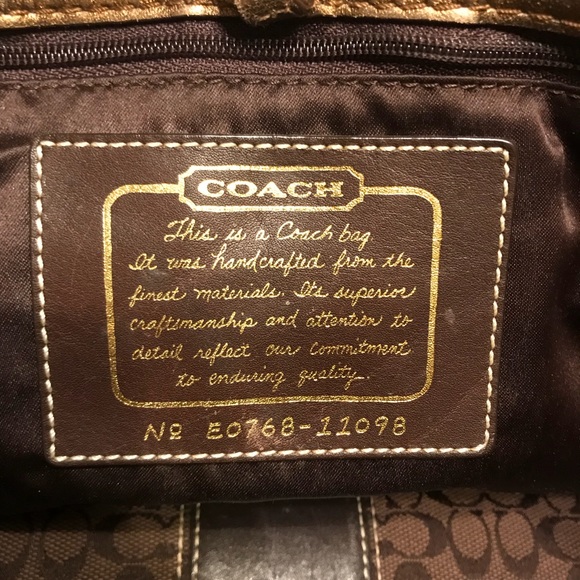 COACH
This is a Coach bag.
It was handcrafted from the
finest materials. Its superior
craftsmanship and attention to
detail reflect our commitment
to enduring quality.
Nº E0768-11098